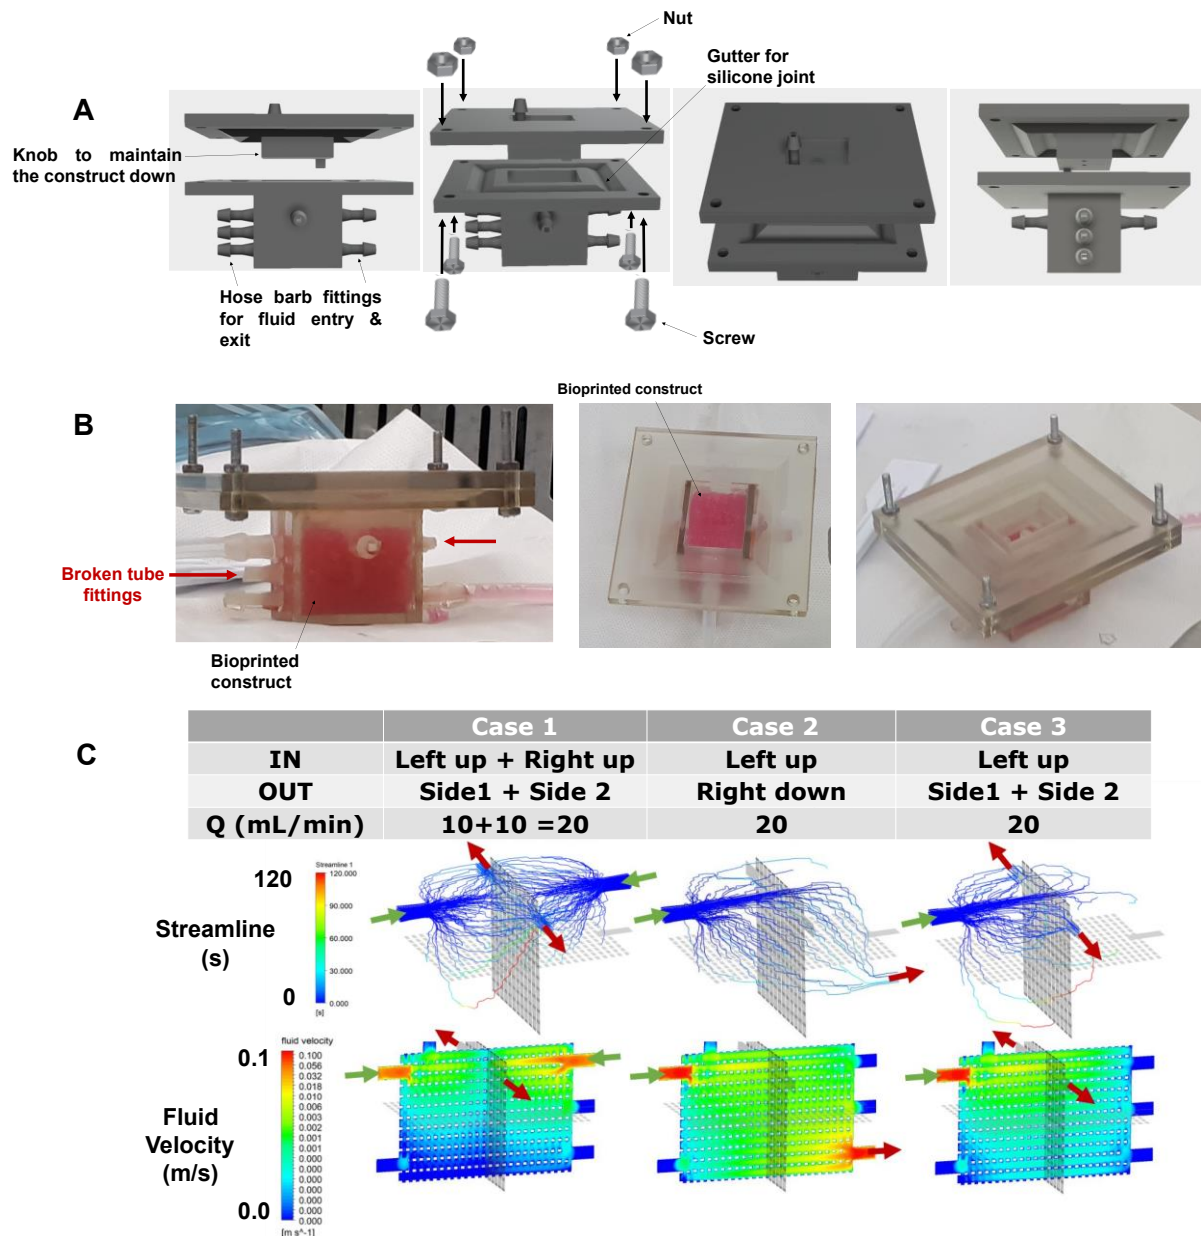 A
Nut
Gutter for
silicone joint
Knob to maintain
the construct down
Hose barb fittings
for fluid entry &
exit
Screw
B
Bioprinted construct
Broken tube
fittings
Bioprinted
construct
C
Case 1 Case 2 Case 3
IN Left up + Right up Left up Left up
OUT Side1 + Side 2 Right down Side1 + Side 2
Q (mL/min) 10+10 =20 20 20
Streamline
(s)
120
0
Streamline 1
120.000
90.000
60.000
30.000
0.000
[s]
Fluid
Velocity
(m/s)
0.1
0.0
fluid velocity
0.100
0.056
0.032
0.018
0.010
0.006
0.003
0.002
0.001
0.001
0.000
0.000
0.000
0.000
0.000
0.000
[m s^-1]